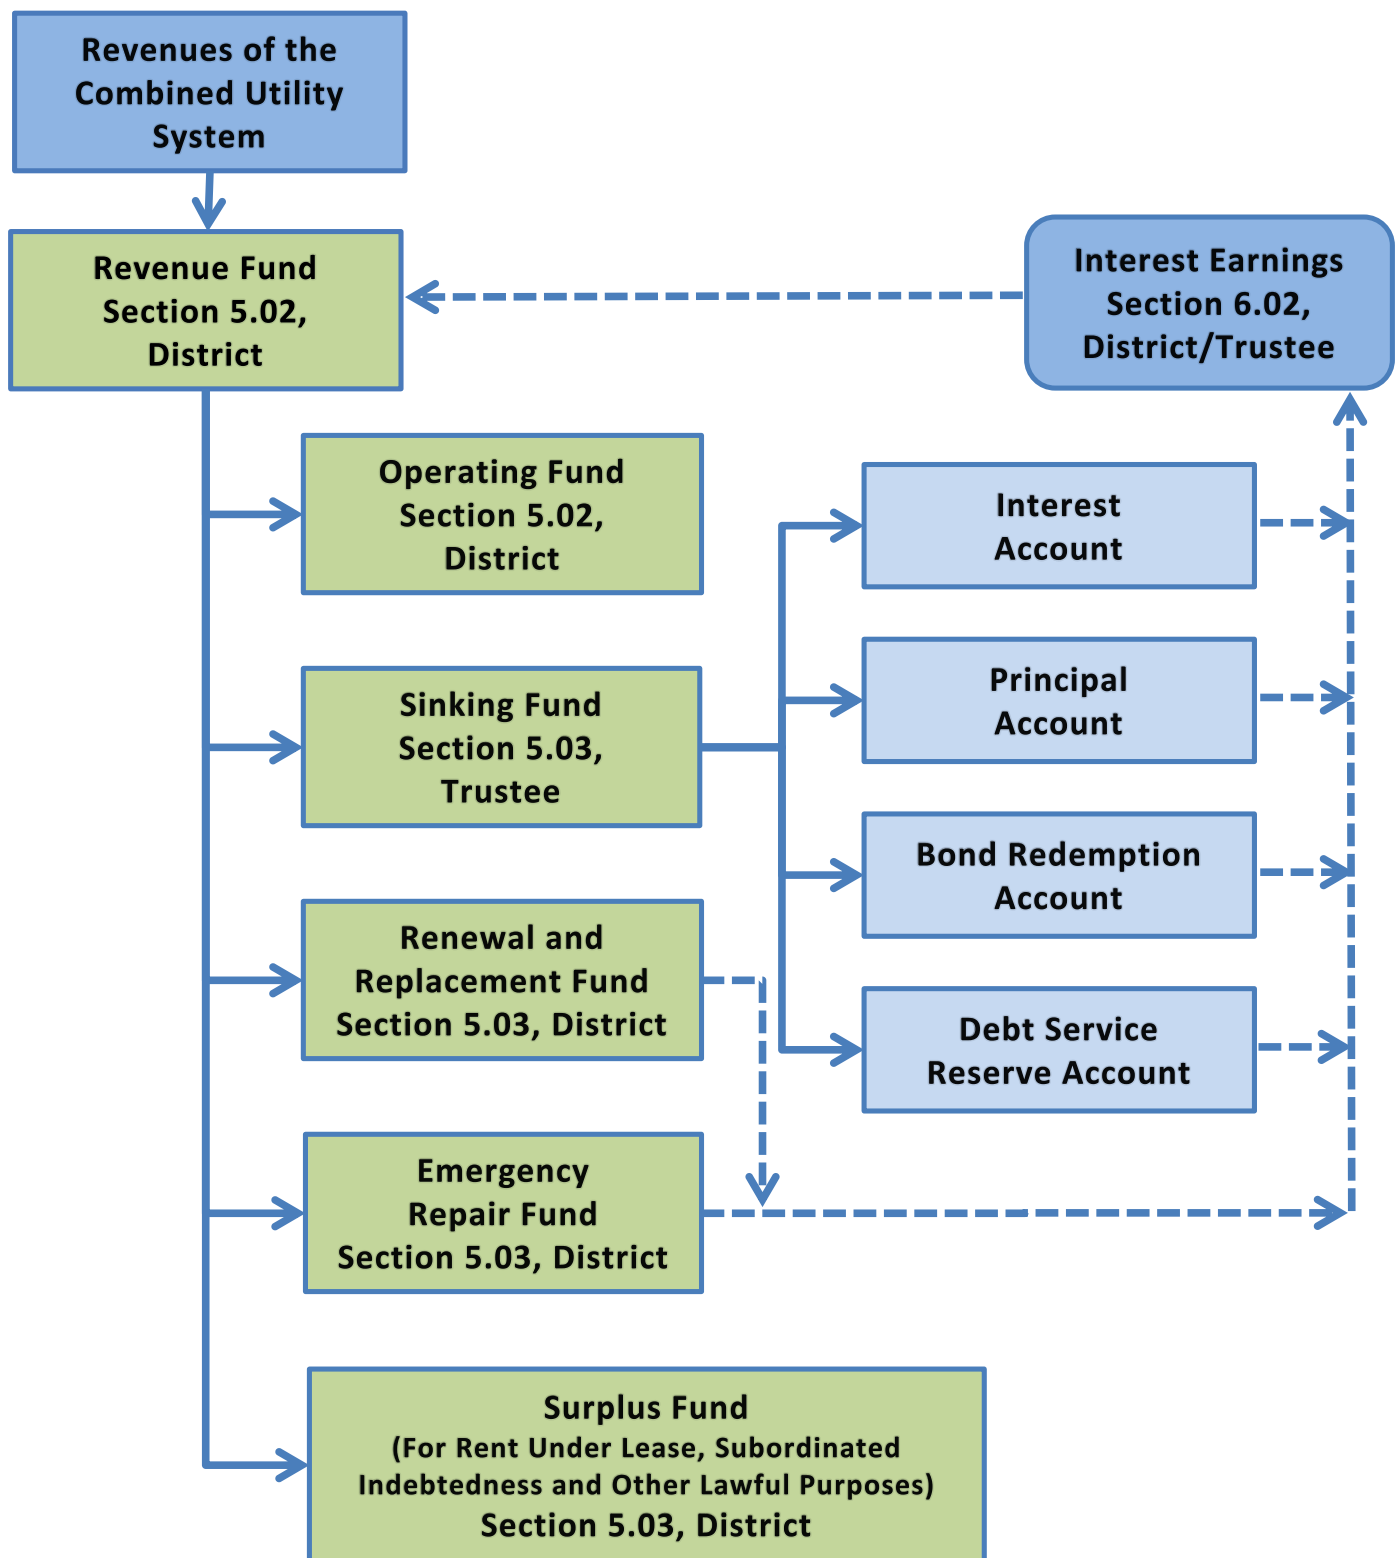 Revenues of the
Combined Utility
System
Revenue Fund
Section 5.02,
District
Interest Earnings
Section 6.02,
District/Trustee
Operating Fund
Section 5.02,
District
Interest
Account
Sinking Fund
Section 5.03,
Trustee
Principal
Account
Bond Redemption
Account
Renewal and
Replacement Fund
Section 5.03, District
Debt Service
Reserve Account
Emergency
Repair Fund
Section 5.03, District
Surplus Fund
(For Rent Under Lease, Subordinated
Indebtedness and Other Lawful Purposes)
Section 5.03, District